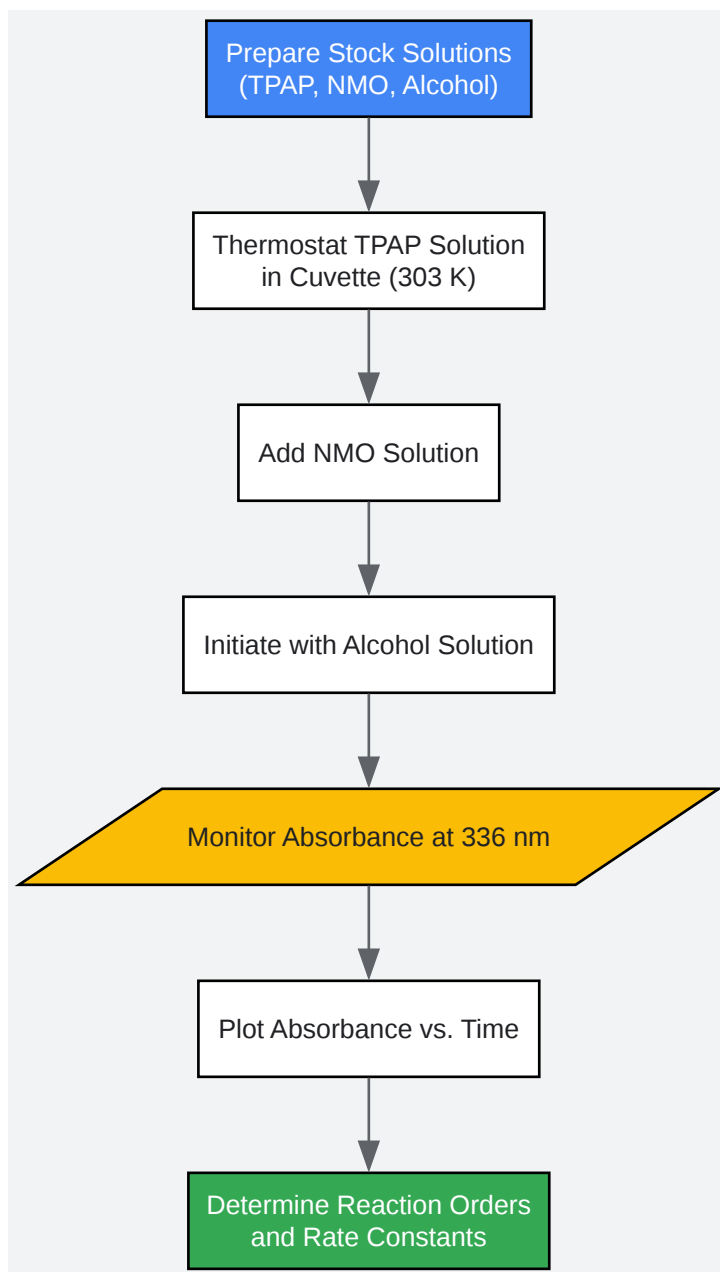 Prepare Stock Solutions
(TPAP, NMO, Alcohol)
Thermostat TPAP Solution
in Cuvette (303 K)
Add NMO Solution
Initiate with Alcohol Solution
Monitor Absorbance at 336 nm
Plot Absorbance vs. Time
Determine Reaction Orders
and Rate Constants